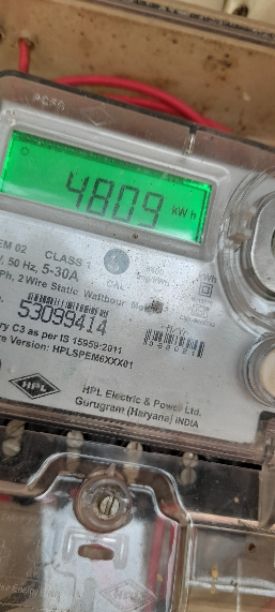 4809 kWh
EM 02 CLASS 1
V, 50 Hz, 5-30A
Ph, 2 Wire Static Watthour Meter
CAL
53099414
ry C3 as per IS 15959:2011
re Version: HPLSPEM6XXX01
HPL
HPL Electric & Power Ltd.
Gurugram (Haryana) INDIA
HPL